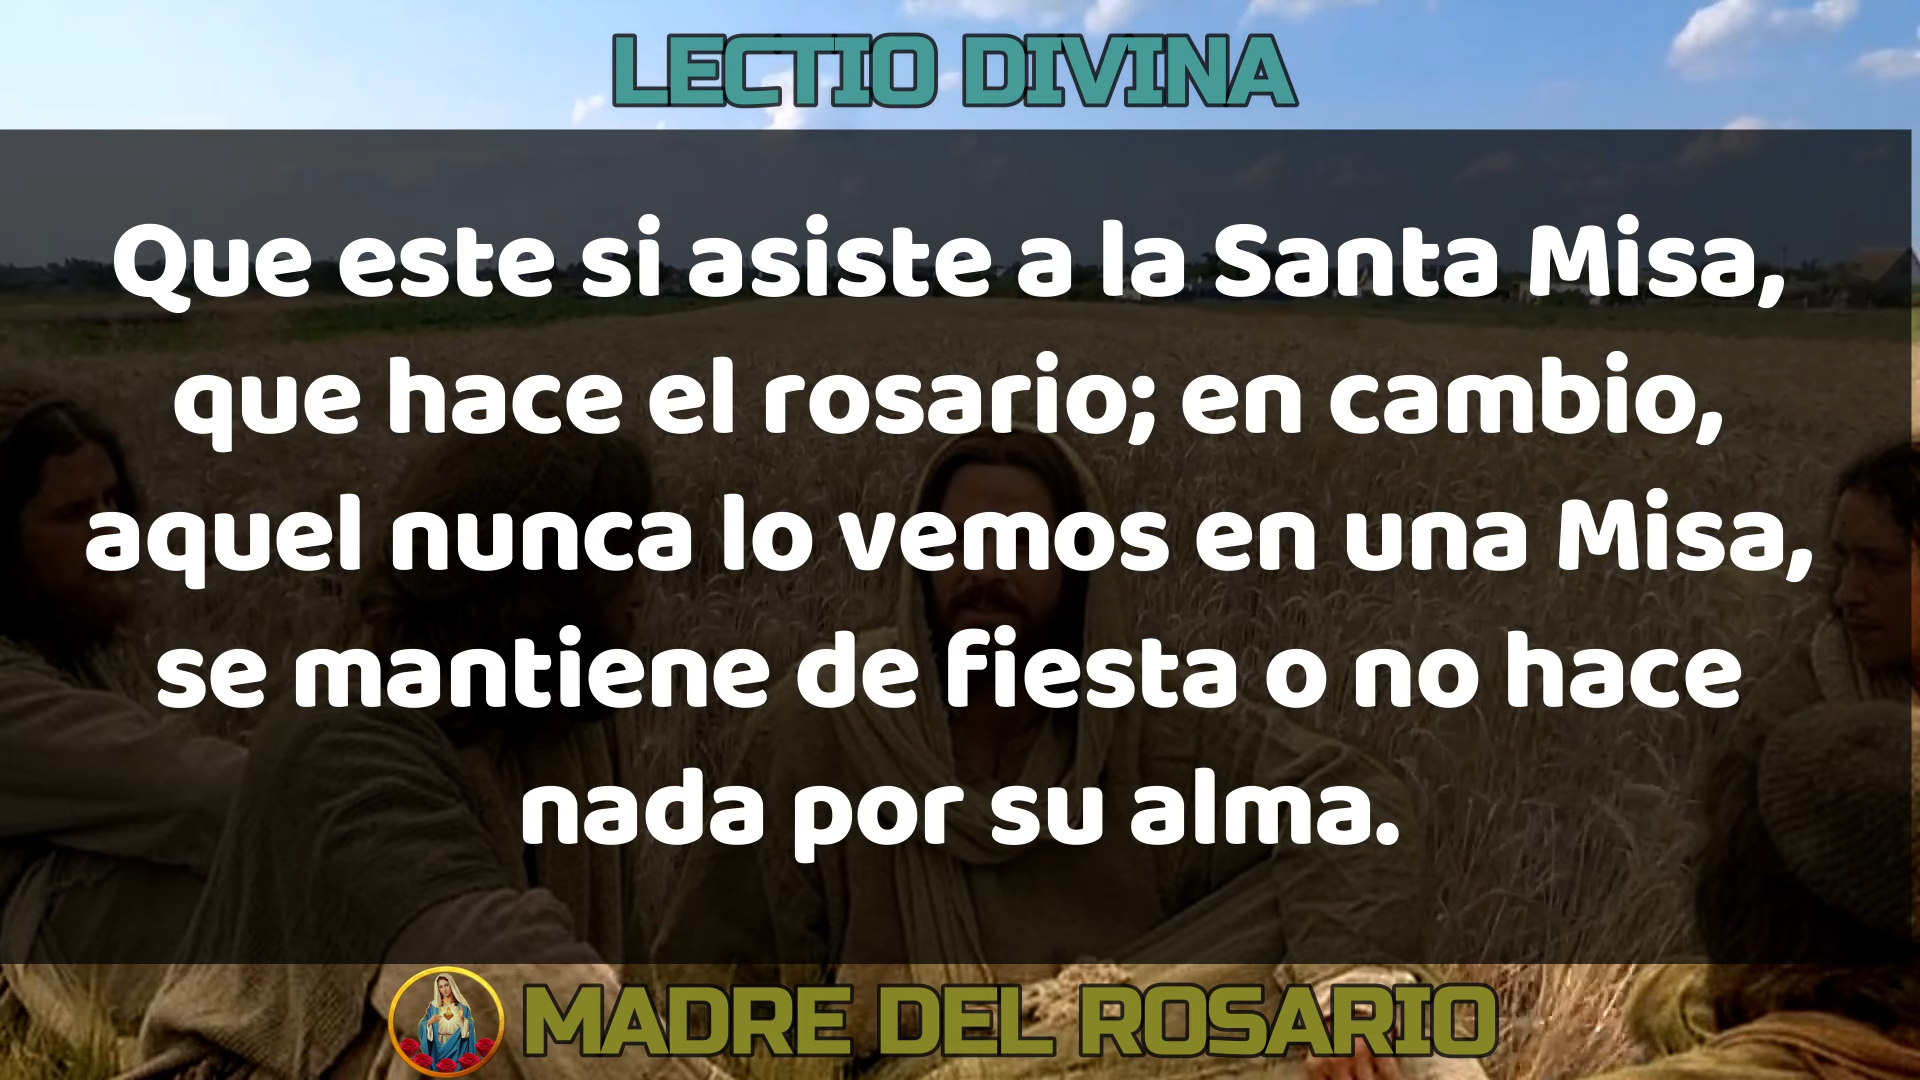 LECTIO DIVINA
Que este si asiste a la Santa Misa,
que hace el rosario; en cambio,
aquel nunca lo vemos en una Misa,
se mantiene de fiesta o no hace
nada por su alma.
MADRE DEL ROSARIO